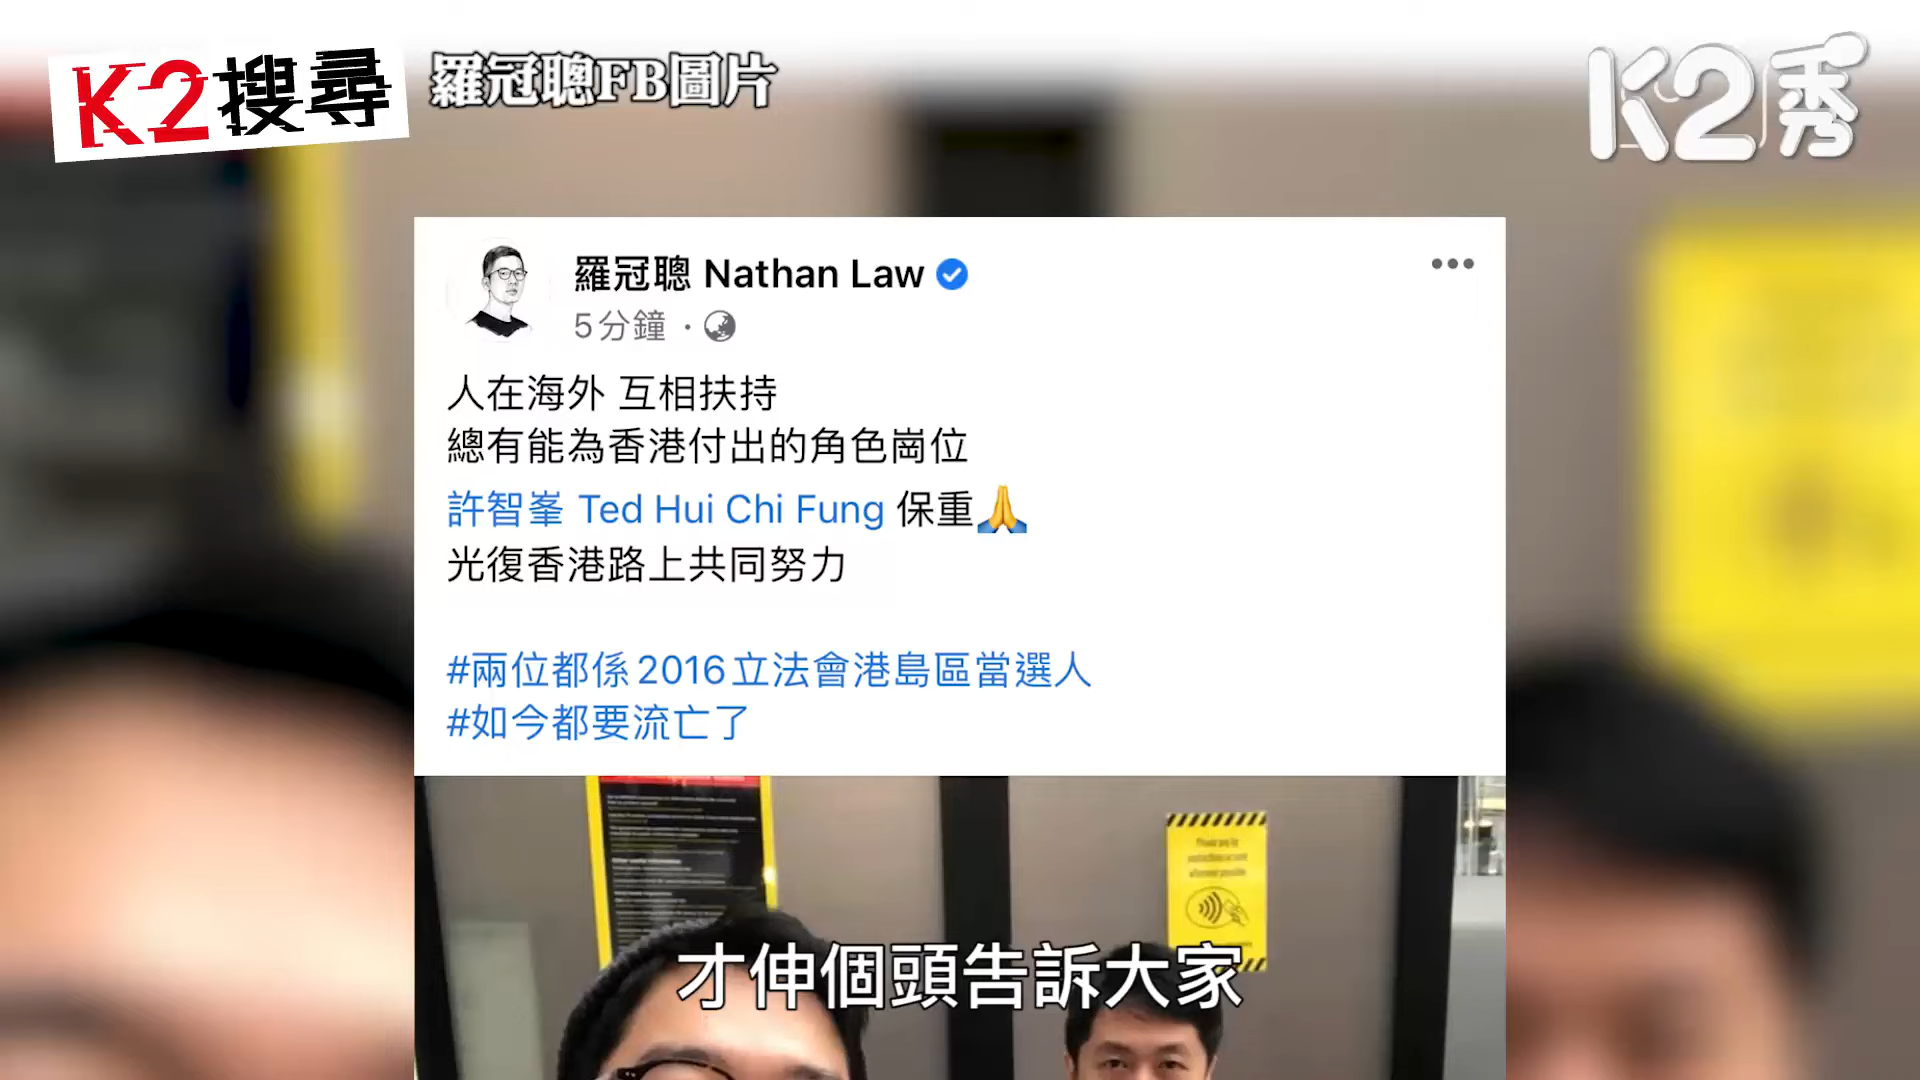 K2搜尋
羅冠聰FB圖片
K2秀
羅冠聰 Nathan Law
5分鐘
人在海外 互相扶持
總有能為香港付出的角色崗位
許智峯 Ted Hui Chi Fung 保重🙏
光復香港路上共同努力
#兩位都係2016立法會港島區當選人
#如今都要流亡了
才伸個頭告訴大家